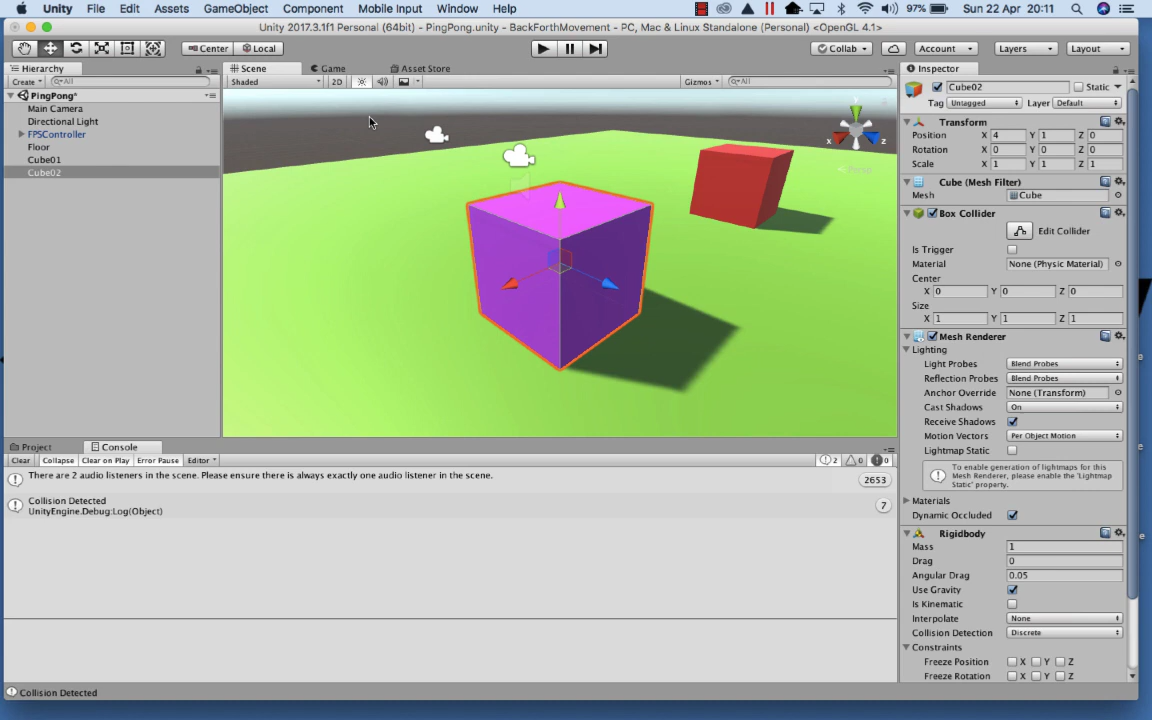 Unity File Edit Assets GameObject Component Mobile Input Window Help 97% Sun 22 Apr 20:11
Unity 2017.3.1f1 Personal (64bit) - PingPong.unity - BackForthMovement - PC, Mac & Linux Standalone (Personal) <OpenGL 4.1>
Center Local Collab Account Layers Layout
Hierarchy Scene Game Asset Store Inspector
Create All Shaded 2D Gizmos All
PingPong*
Main Camera
Directional Light
FPSController
Floor
Cube01
Cube02
y
x
z
Persp
Cube02 Static
Tag Untagged Layer Default
Transform
Position X 4 Y 1 Z 0
Rotation X 0 Y 0 Z 0
Scale X 1 Y 1 Z 1
Cube (Mesh Filter)
Mesh Cube
Box Collider
Edit Collider
Is Trigger
Material None (Physic Material)
Center
X 0 Y 0 Z 0
Size
X 1 Y 1 Z 1
Mesh Renderer
Lighting
Light Probes Blend Probes
Reflection Probes Blend Probes
Anchor Override None (Transform)
Cast Shadows On
Receive Shadows
Motion Vectors Per Object Motion
Lightmap Static
To enable generation of lightmaps for this
Mesh Renderer, please enable the 'Lightmap
Static' property.
Materials
Dynamic Occluded
Rigidbody
Mass 1
Drag 0
Angular Drag 0.05
Use Gravity
Is Kinematic
Interpolate None
Collision Detection Discrete
Constraints
Freeze Position X Y Z
Freeze Rotation X Y Z
Project Console
Clear Collapse Clear on Play Error Pause Editor 2 0 0
There are 2 audio listeners in the scene. Please ensure there is always exactly one audio listener in the scene. 2653
Collision Detected
UnityEngine.Debug:Log(Object) 7
Collision Detected